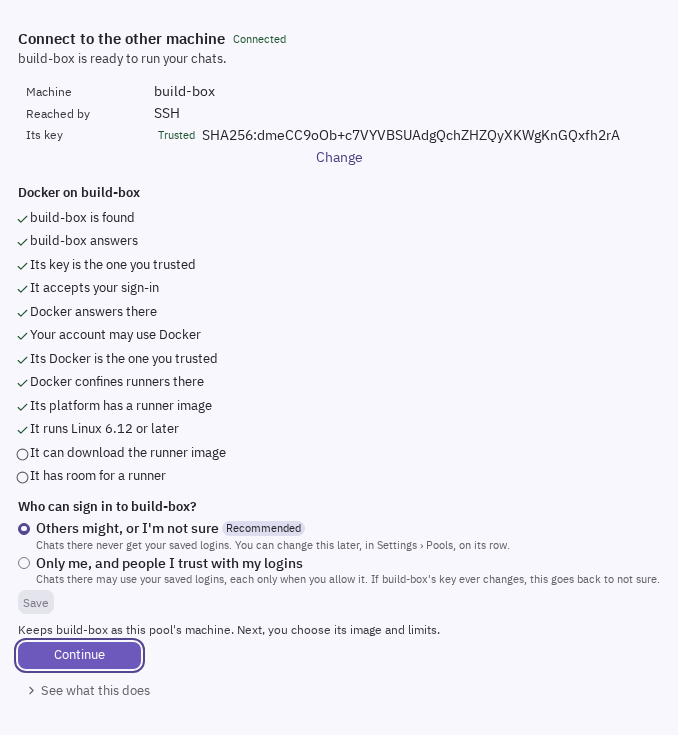 Connect to the other machine Connected
build-box is ready to run your chats.
Machine build-box
Reached by SSH
Its key Trusted SHA256:dmeCC9oOb+c7VYVBSUAdgQchZHZQyXKWgKnGQxfh2rA
Change
Docker on build-box
build-box is found
build-box answers
Its key is the one you trusted
It accepts your sign-in
Docker answers there
Your account may use Docker
Its Docker is the one you trusted
Docker confines runners there
Its platform has a runner image
It runs Linux 6.12 or later
It can download the runner image
It has room for a runner
Who can sign in to build-box?
Others might, or I'm not sure Recommended
Chats there never get your saved logins. You can change this later, in Settings › Pools, on its row.
Only me, and people I trust with my logins
Chats there may use your saved logins, each only when you allow it. If build-box's key ever changes, this goes back to not sure.
Save
Keeps build-box as this pool's machine. Next, you choose its image and limits.
Continue
See what this does